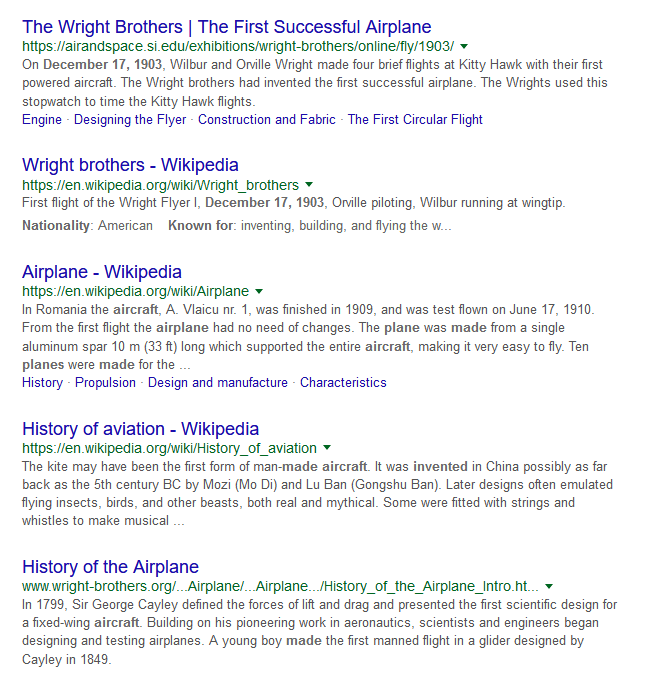 The Wright Brothers | The First Successful Airplane
https://airandspace.si.edu/exhibitions/wright-brothers/online/fly/1903/
On December 17, 1903, Wilbur and Orville Wright made four brief flights at Kitty Hawk with their first
powered aircraft. The Wright brothers had invented the first successful airplane. The Wrights used this
stopwatch to time the Kitty Hawk flights.
Engine · Designing the Flyer · Construction and Fabric · The First Circular Flight
Wright brothers - Wikipedia
https://en.wikipedia.org/wiki/Wright_brothers
First flight of the Wright Flyer I, December 17, 1903, Orville piloting, Wilbur running at wingtip.
Nationality: American Known for: inventing, building, and flying the w...
Airplane - Wikipedia
https://en.wikipedia.org/wiki/Airplane
In Romania the aircraft, A. Vlaicu nr. 1, was finished in 1909, and was test flown on June 17, 1910.
From the first flight the airplane had no need of changes. The plane was made from a single
aluminum spar 10 m (33 ft) long which supported the entire aircraft, making it very easy to fly. Ten
planes were made for the ...
History · Propulsion · Design and manufacture · Characteristics
History of aviation - Wikipedia
https://en.wikipedia.org/wiki/History_of_aviation
The kite may have been the first form of man-made aircraft. It was invented in China possibly as far
back as the 5th century BC by Mozi (Mo Di) and Lu Ban (Gongshu Ban). Later designs often emulated
flying insects, birds, and other beasts, both real and mythical. Some were fitted with strings and
whistles to make musical ...
History of the Airplane
www.wright-brothers.org/...Airplane/...Airplane.../History_of_the_Airplane_Intro.ht...
In 1799, Sir George Cayley defined the forces of lift and drag and presented the first scientific design for
a fixed-wing aircraft. Building on his pioneering work in aeronautics, scientists and engineers began
designing and testing airplanes. A young boy made the first manned flight in a glider designed by
Cayley in 1849.